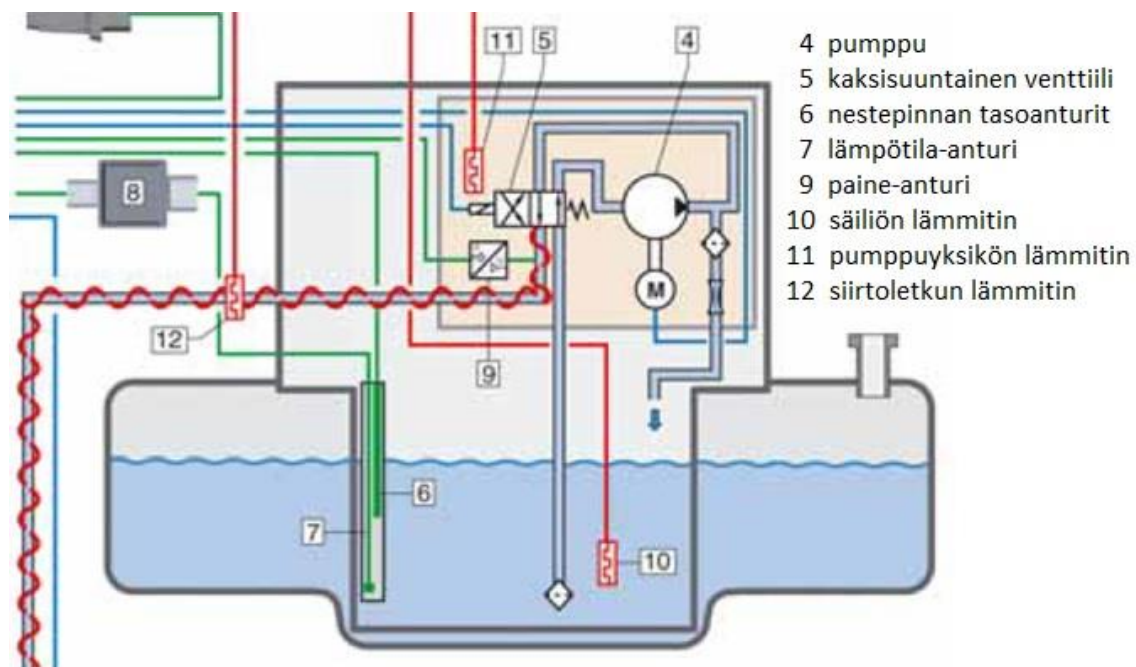 11 5 4
4 pumppu
5 kaksisuuntainen venttiili
6 nestepinnan tasoanturit
7 lämpötila-anturi
9 paine-anturi
10 säiliön lämmitin
11 pumppuyksikön lämmitin
12 siirtoletkun lämmitin
8
M
12
9
6
7
10